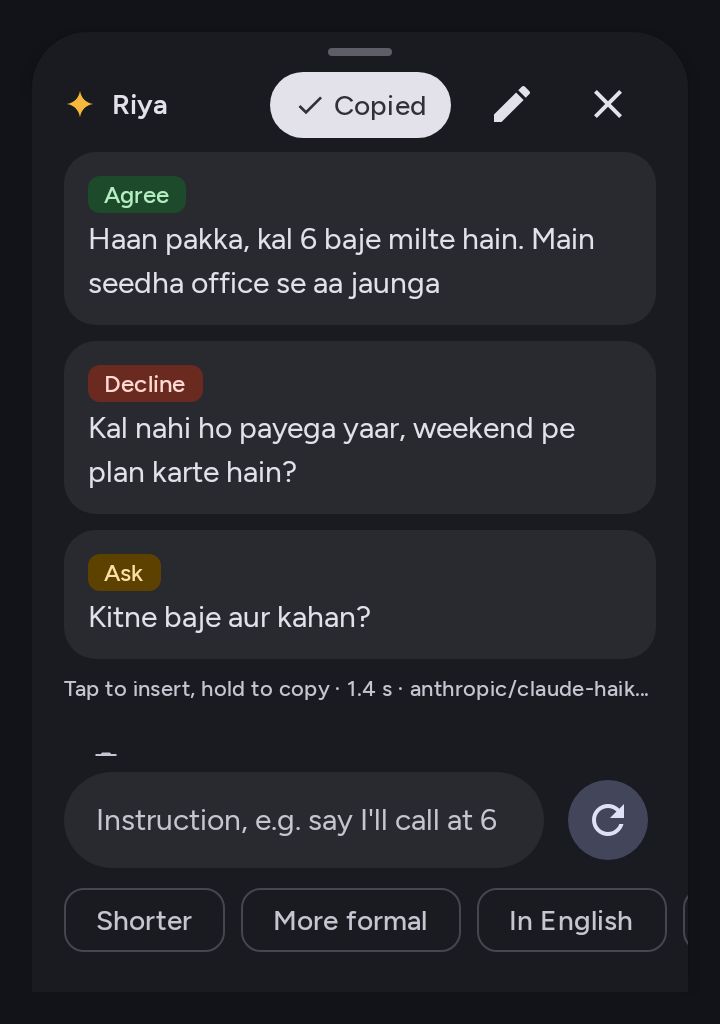 Riya
Copied
Agree
Haan pakka, kal 6 baje milte hain. Main
seedha office se aa jaunga
Decline
Kal nahi ho payega yaar, weekend pe
plan karte hain?
Ask
Kitne baje aur kahan?
Tap to insert, hold to copy · 1.4 s · anthropic/claude-haik...
Instruction, e.g. say I'll call at 6
Shorter
More formal
In English